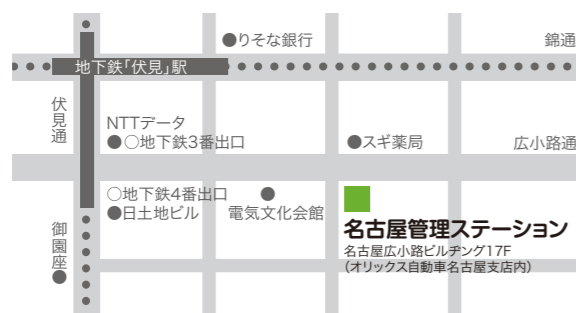 りそな銀行
錦通
地下鉄「伏見」駅
伏見通
NTTデータ
地下鉄3番出口
スギ薬局
広小路通
地下鉄4番出口
日土地ビル
電気文化会館
御園座
名古屋管理ステーション
名古屋広小路ビルヂング17F
(オリックス自動車名古屋支店内)